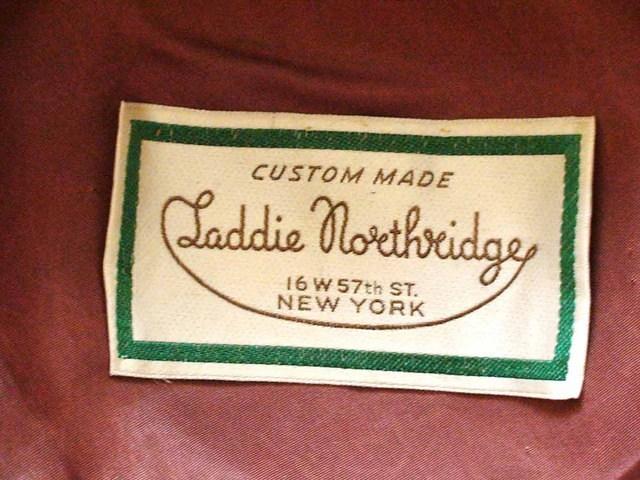 CUSTOM MADE
Laddie Northridge
16 W 57th ST.
NEW YORK